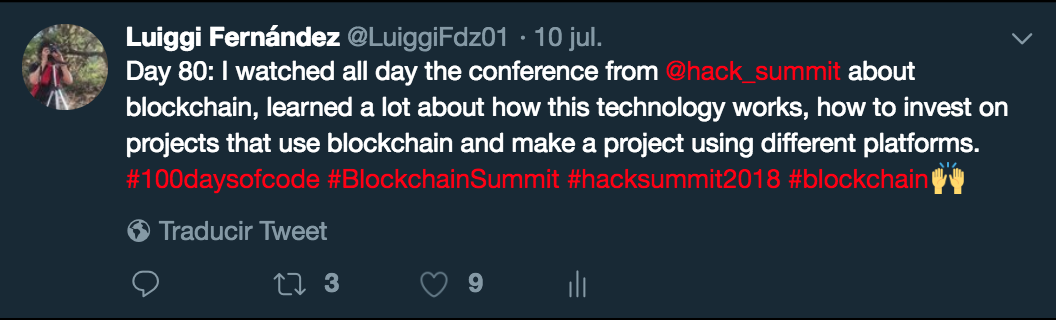 Luiggi Fernández @LuiggiFdz01 · 10 jul.
Day 80: I watched all day the conference from @hack_summit about
blockchain, learned a lot about how this technology works, how to invest on
projects that use blockchain and make a project using different platforms.
#100daysofcode #BlockchainSummit #hacksummit2018 #blockchain🙌
Traducir Tweet
3 9